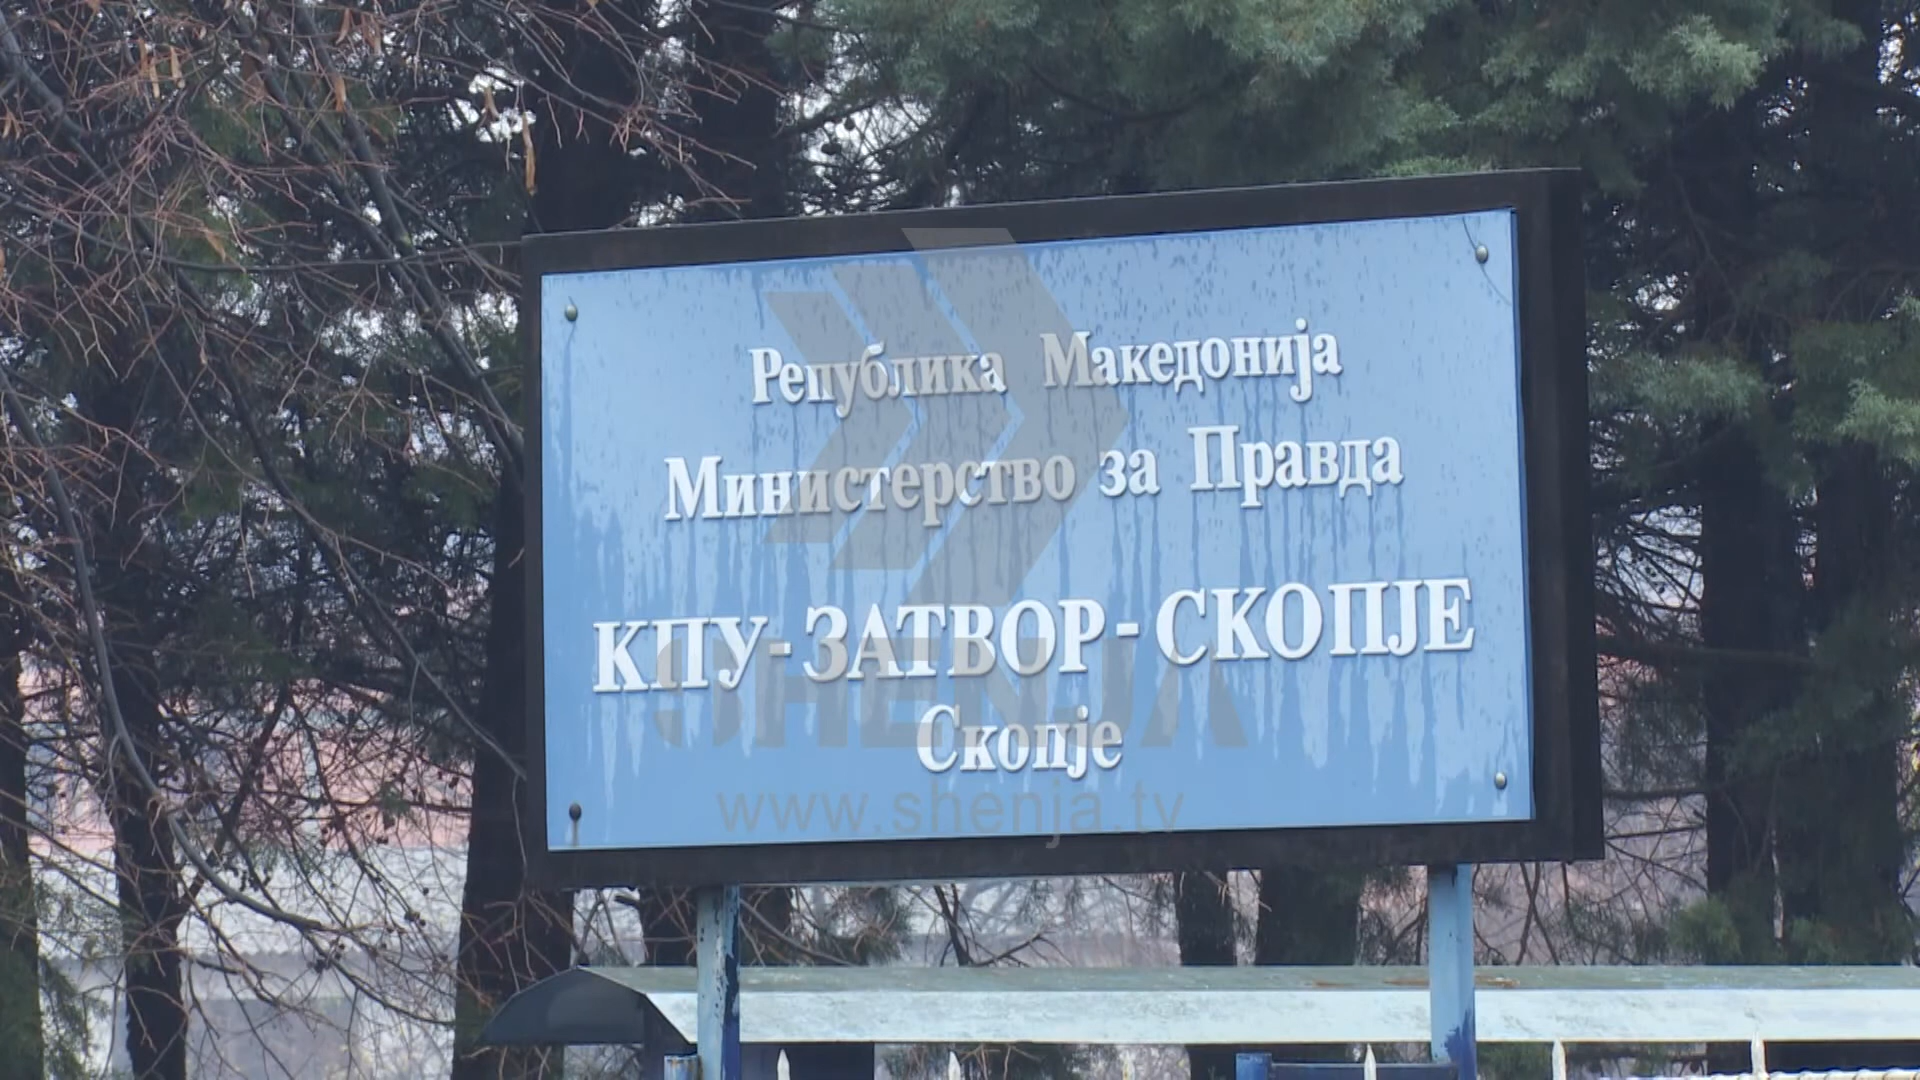 Република Македонија
Министерство за Правда
КПУ-ЗАТВОР-СКОПЈЕ
Скопје
SHENJA
www.shenja.tv